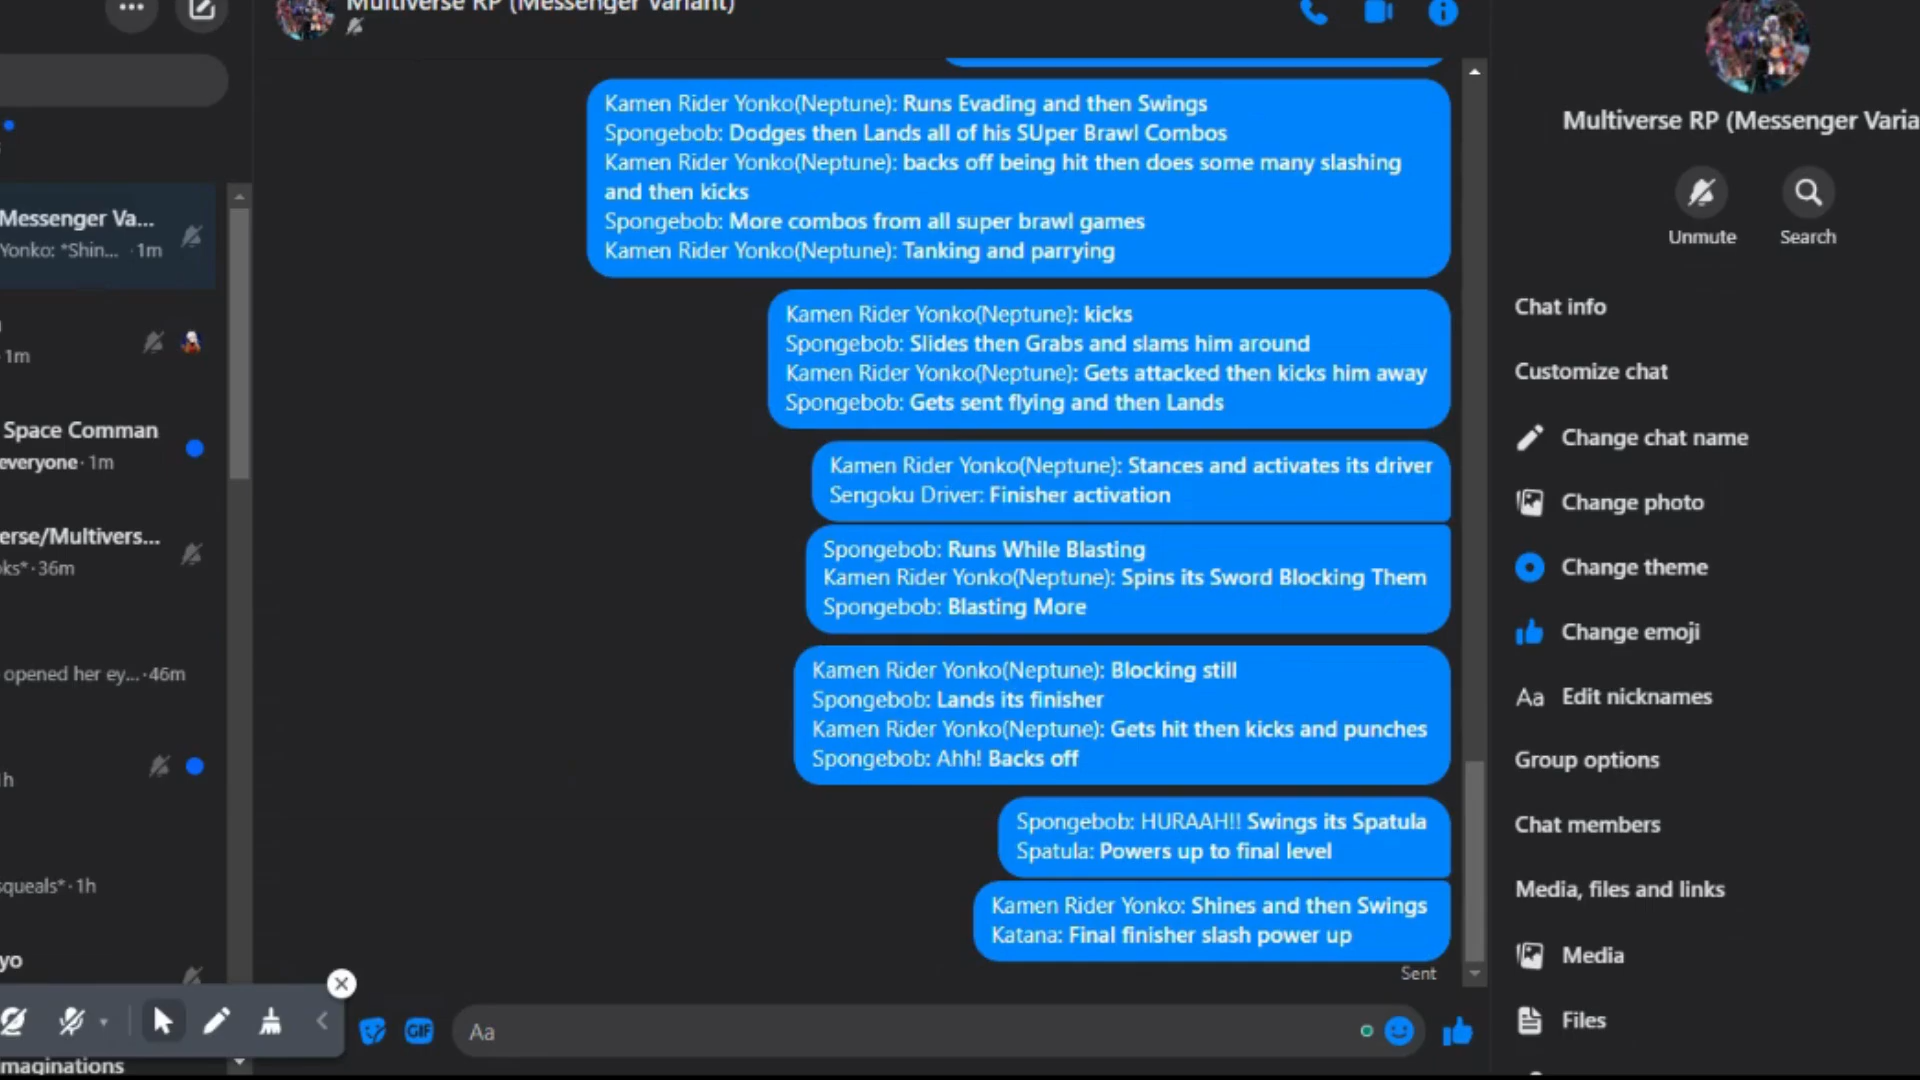 Multiverse RP (Messenger Variant)
Messenger Va...
Yonko: *Shin... · 1m
1m
Space Comman
everyone · 1m
erse/Multivers...
ks* · 36m
opened her ey... · 46m
h
squeals* · 1h
yo
maginations
Kamen Rider Yonko(Neptune): Runs Evading and then Swings
Spongebob: Dodges then Lands all of his SUper Brawl Combos
Kamen Rider Yonko(Neptune): backs off being hit then does some many slashing
and then kicks
Spongebob: More combos from all super brawl games
Kamen Rider Yonko(Neptune): Tanking and parrying
Kamen Rider Yonko(Neptune): kicks
Spongebob: Slides then Grabs and slams him around
Kamen Rider Yonko(Neptune): Gets attacked then kicks him away
Spongebob: Gets sent flying and then Lands
Kamen Rider Yonko(Neptune): Stances and activates its driver
Sengoku Driver: Finisher activation
Spongebob: Runs While Blasting
Kamen Rider Yonko(Neptune): Spins its Sword Blocking Them
Spongebob: Blasting More
Kamen Rider Yonko(Neptune): Blocking still
Spongebob: Lands its finisher
Kamen Rider Yonko(Neptune): Gets hit then kicks and punches
Spongebob: Ahh! Backs off
Spongebob: HURAAH!! Swings its Spatula
Spatula: Powers up to final level
Kamen Rider Yonko: Shines and then Swings
Katana: Final finisher slash power up
Sent
GIF
Aa
Multiverse RP (Messenger Varia
Unmute
Search
Chat info
Customize chat
Change chat name
Change photo
Change theme
Change emoji
Aa Edit nicknames
Group options
Chat members
Media, files and links
Media
Files